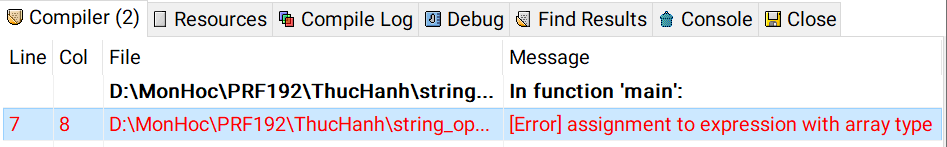 Compiler (2) Resources Compile Log Debug Find Results Console Close
Line Col File Message
D:\MonHoc\PRF192\ThucHanh\string... In function 'main':
7 8 D:\MonHoc\PRF192\ThucHanh\string_op... [Error] assignment to expression with array type